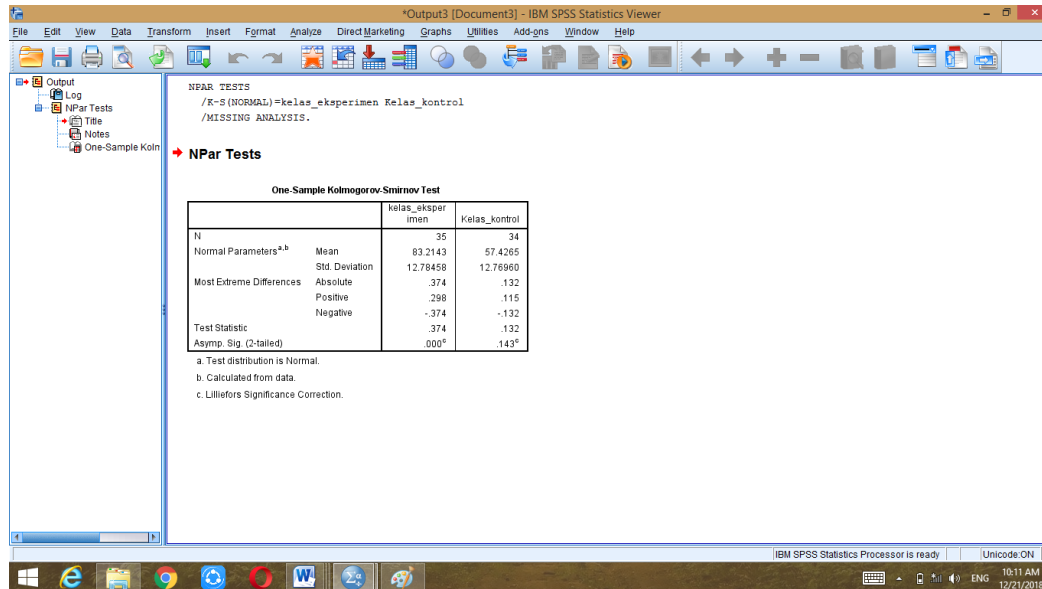 *Output3 [Document3] - IBM SPSS Statistics Viewer
File Edit View Data Transform Insert Format Analyze Direct Marketing Graphs Utilities Add-ons Window Help
Output
Log
NPar Tests
Title
Notes
One-Sample Koln
NPAR TESTS
/K-S(NORMAL)=kelas_eksperimen Kelas_kontrol
/MISSING ANALYSIS.
NPar Tests
One-Sample Kolmogorov-Smirnov Test
kelas_eksper
imen Kelas_kontrol
N 35 34
Normal Parameters a,b Mean 83.2143 57.4265
Std. Deviation 12.78458 12.76960
Most Extreme Differences Absolute .374 .132
Positive .298 .115
Negative -.374 -.132
Test Statistic .374 .132
Asymp. Sig. (2-tailed) .000c .143c
a. Test distribution is Normal.
b. Calculated from data.
c. Lilliefors Significance Correction.
IBM SPSS Statistics Processor is ready Unicode:ON
ENG 10:11 AM
12/21/2018